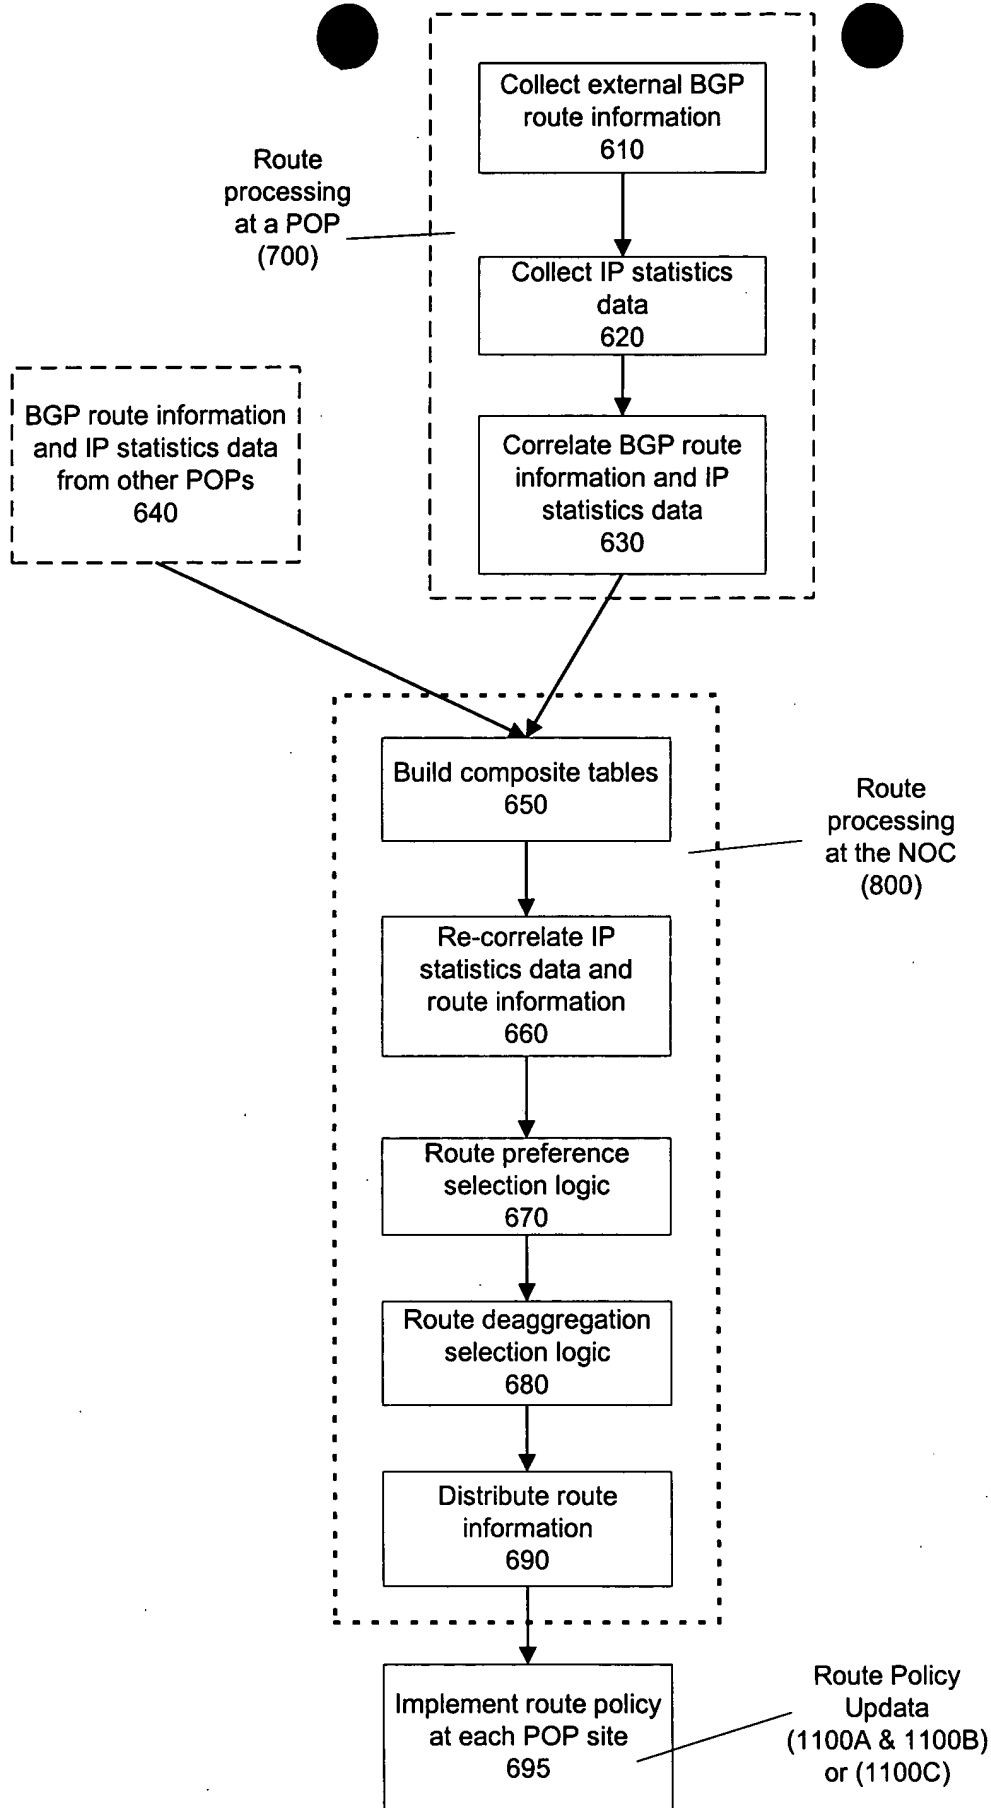 Collect external BGP
route information
610
Route
processing
at a POP
(700)
Collect IP statistics
data
620
BGP route information
and IP statistics data
from other POPs
640
Correlate BGP route
information and IP
statistics data
630
Build composite tables
650
Route
processing
at the NOC
(800)
Re-correlate IP
statistics data and
route information
660
Route preference
selection logic
670
Route deaggregation
selection logic
680
Distribute route
information
690
Implement route policy
at each POP site
695
Route Policy
Updata
(1100A & 1100B)
or (1100C)